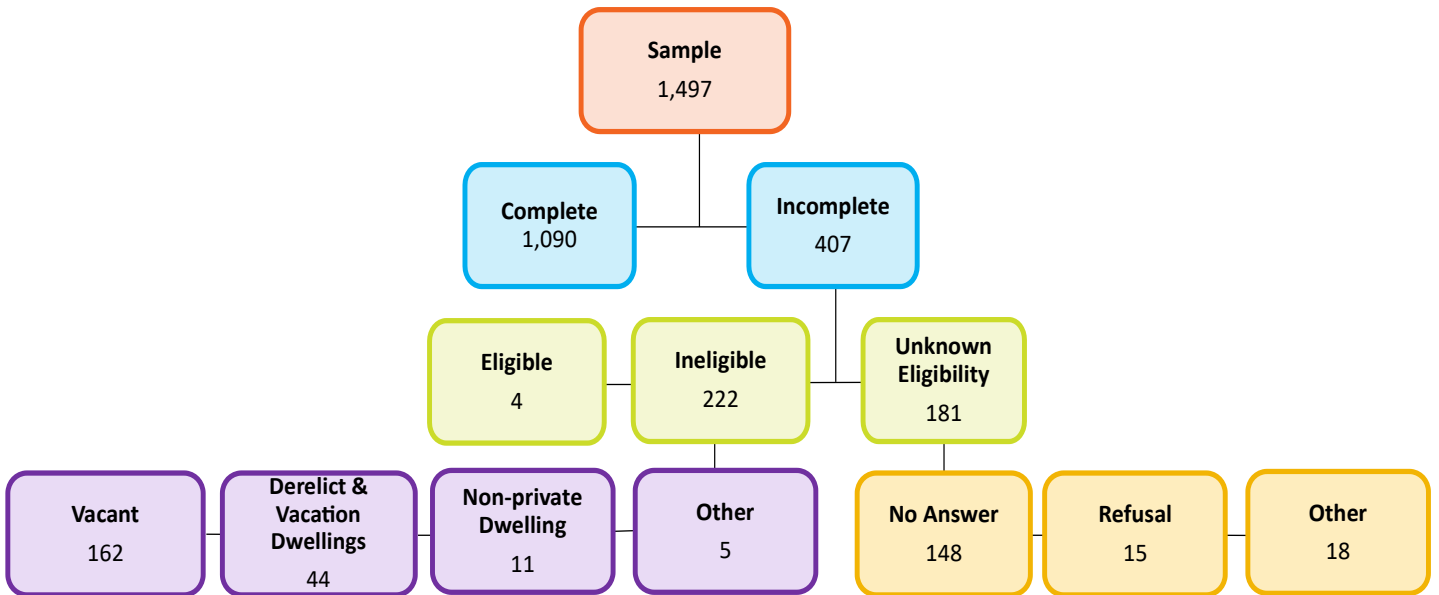 Sample
1,497
Complete
1,090
Incomplete
407
Eligible
4
Ineligible
222
Unknown
Eligibility
181
Vacant
162
Derelict &
Vacation
Dwellings
44
Non-private
Dwelling
11
Other
5
No Answer
148
Refusal
15
Other
18